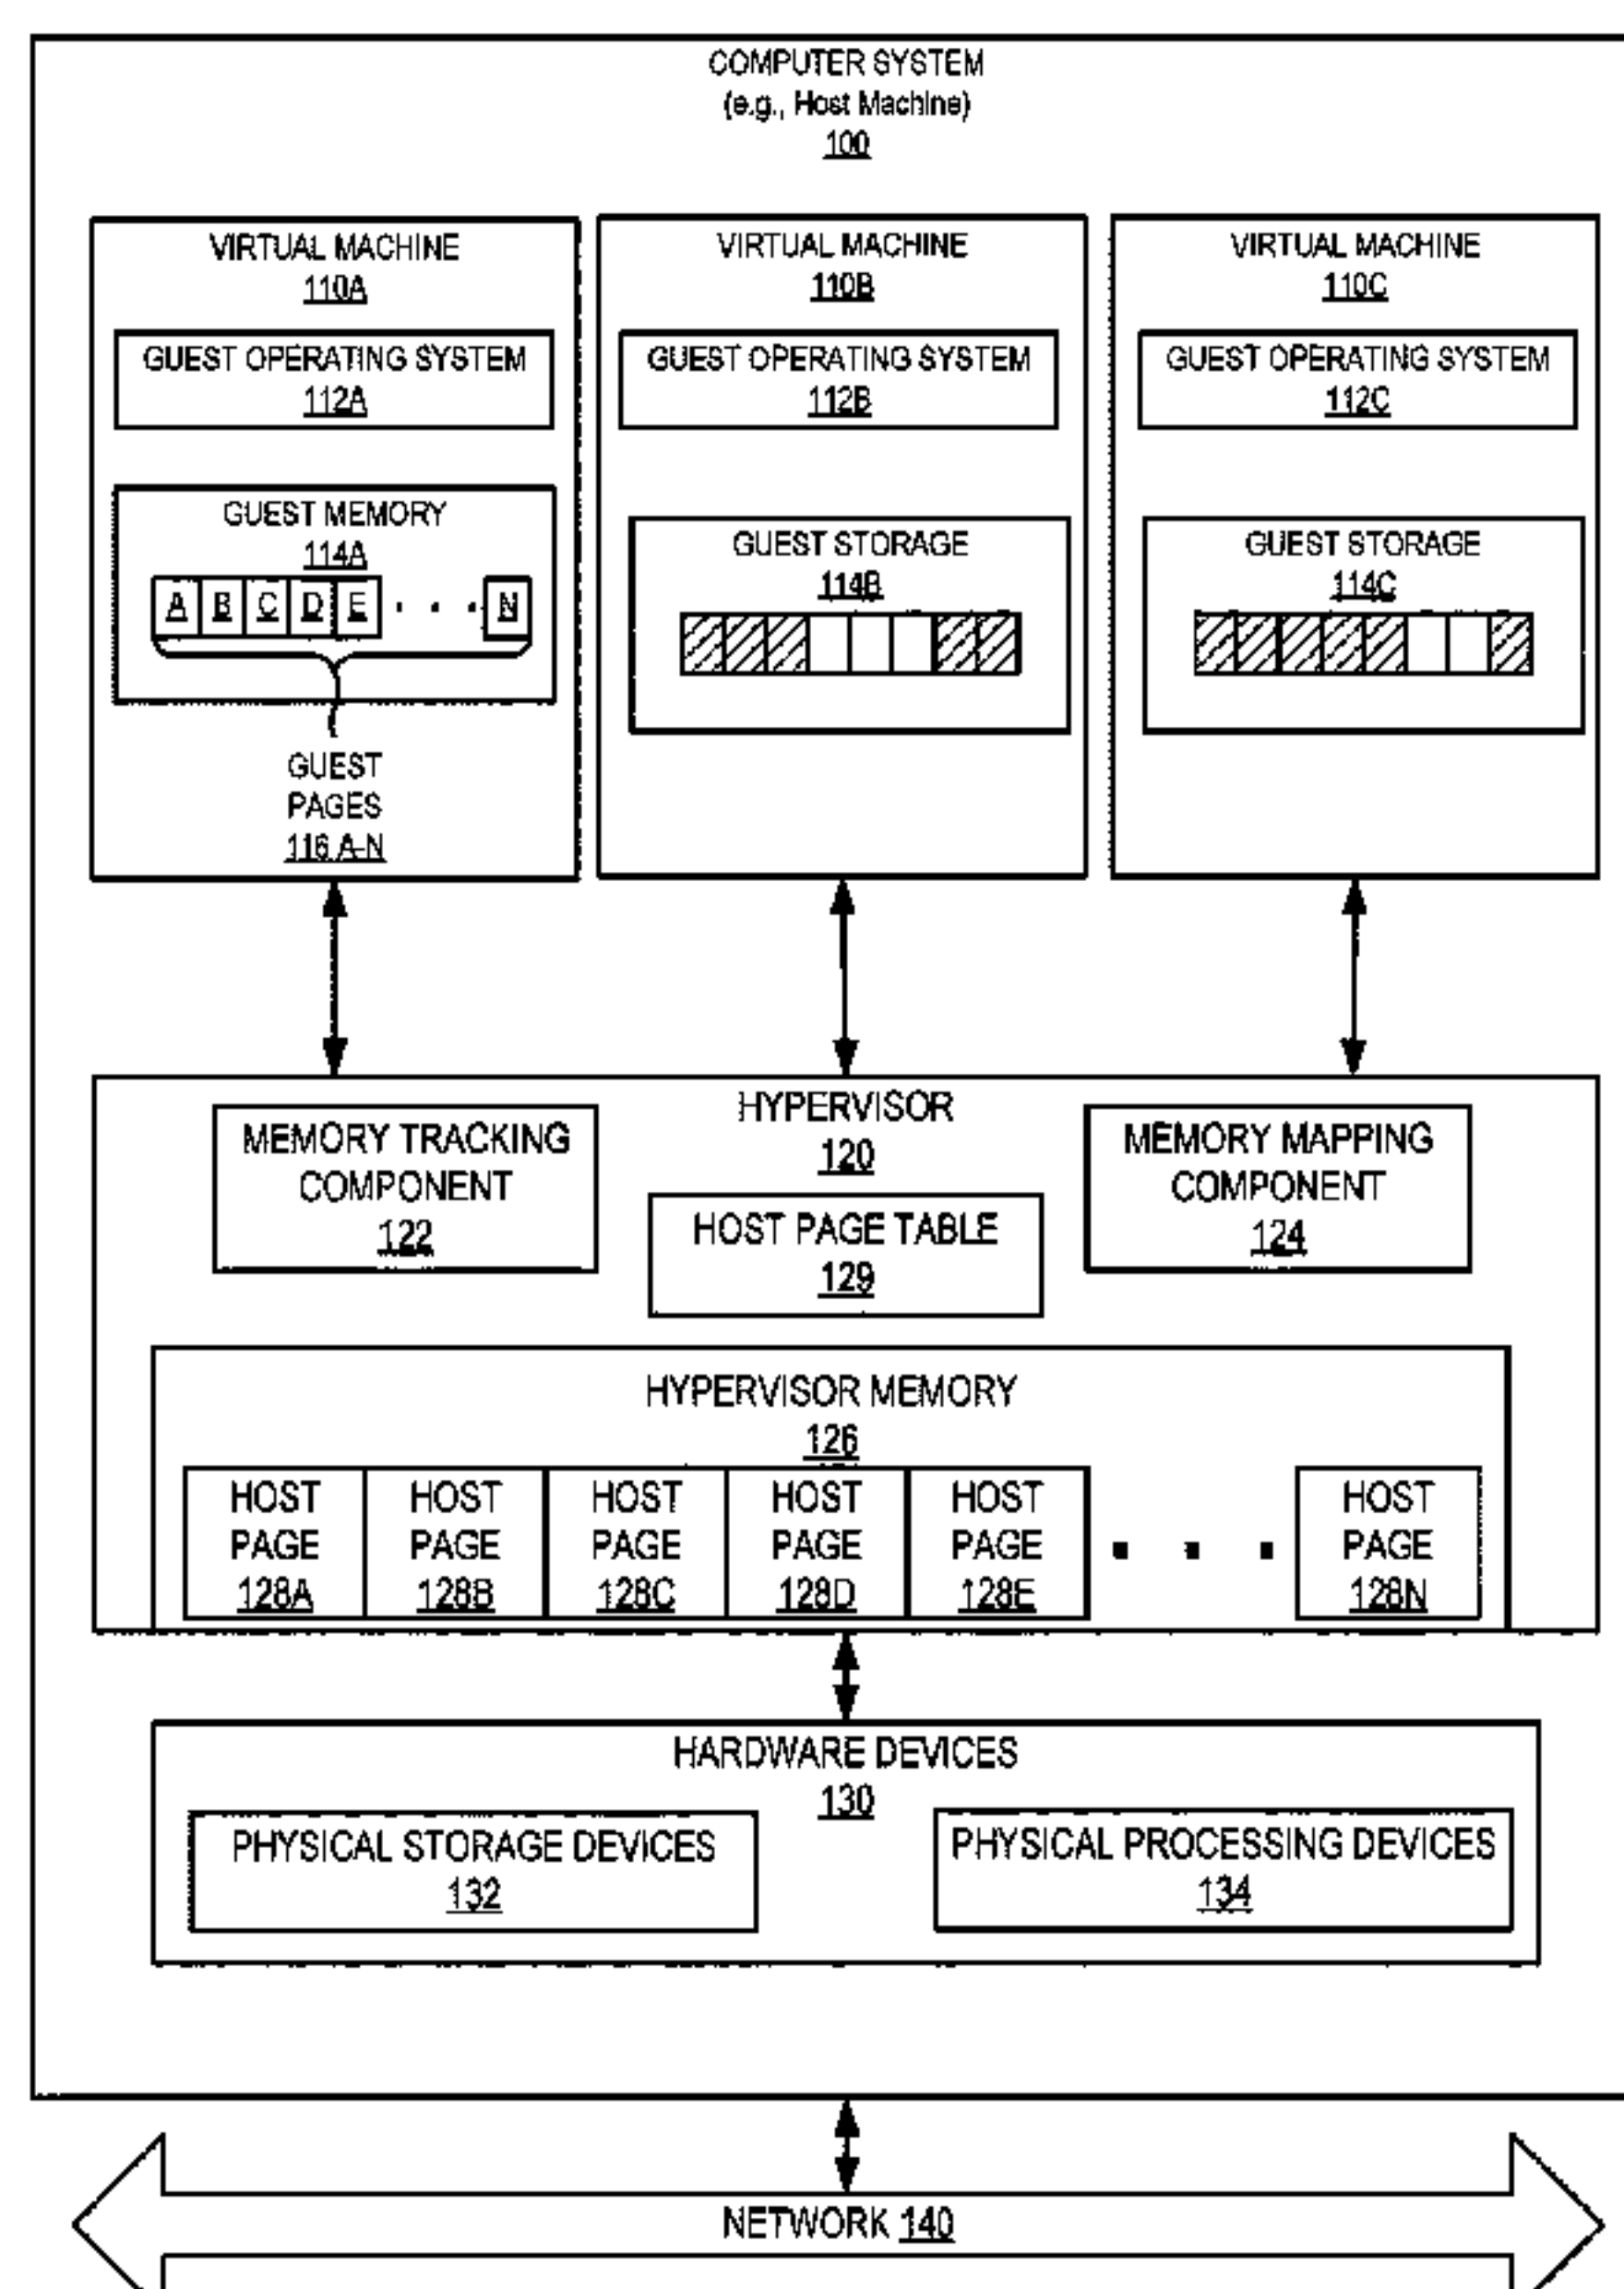 COMPUTER SYSTEM
(e.g., Host Machine)
100
VIRTUAL MACHINE
110A
GUEST OPERATING SYSTEM
112A
GUEST MEMORY
114A
A B C D E . . . N
GUEST
PAGES
116 A-N
VIRTUAL MACHINE
110B
GUEST OPERATING SYSTEM
112B
GUEST STORAGE
114B
VIRTUAL MACHINE
110C
GUEST OPERATING SYSTEM
112C
GUEST STORAGE
114C
HYPERVISOR
120
MEMORY TRACKING
COMPONENT
122
HOST PAGE TABLE
129
MEMORY MAPPING
COMPONENT
124
HYPERVISOR MEMORY
126
HOST
PAGE
128A
HOST
PAGE
128B
HOST
PAGE
128C
HOST
PAGE
128D
HOST
PAGE
128E
. . .
HOST
PAGE
128N
HARDWARE DEVICES
130
PHYSICAL STORAGE DEVICES
132
PHYSICAL PROCESSING DEVICES
134
NETWORK 140